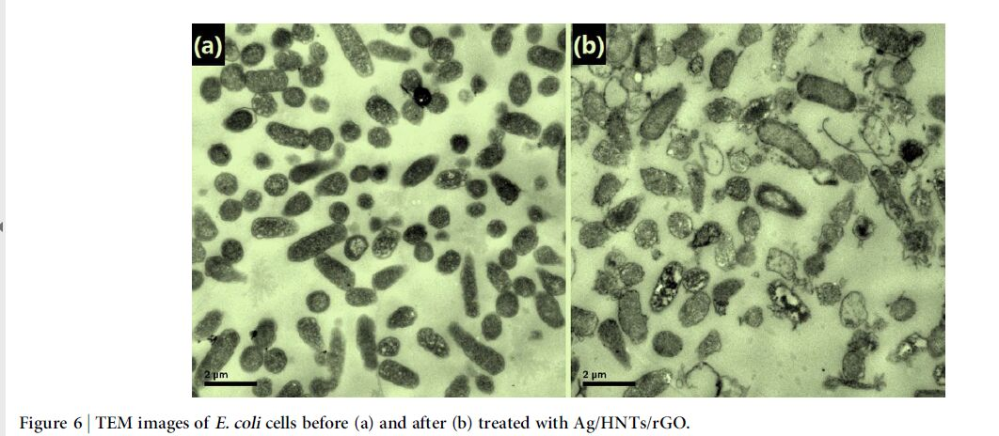 (a)
(b)
2 µm
2 µm
Figure 6 | TEM images of E. coli cells before (a) and after (b) treated with Ag/HNTs/rGO.